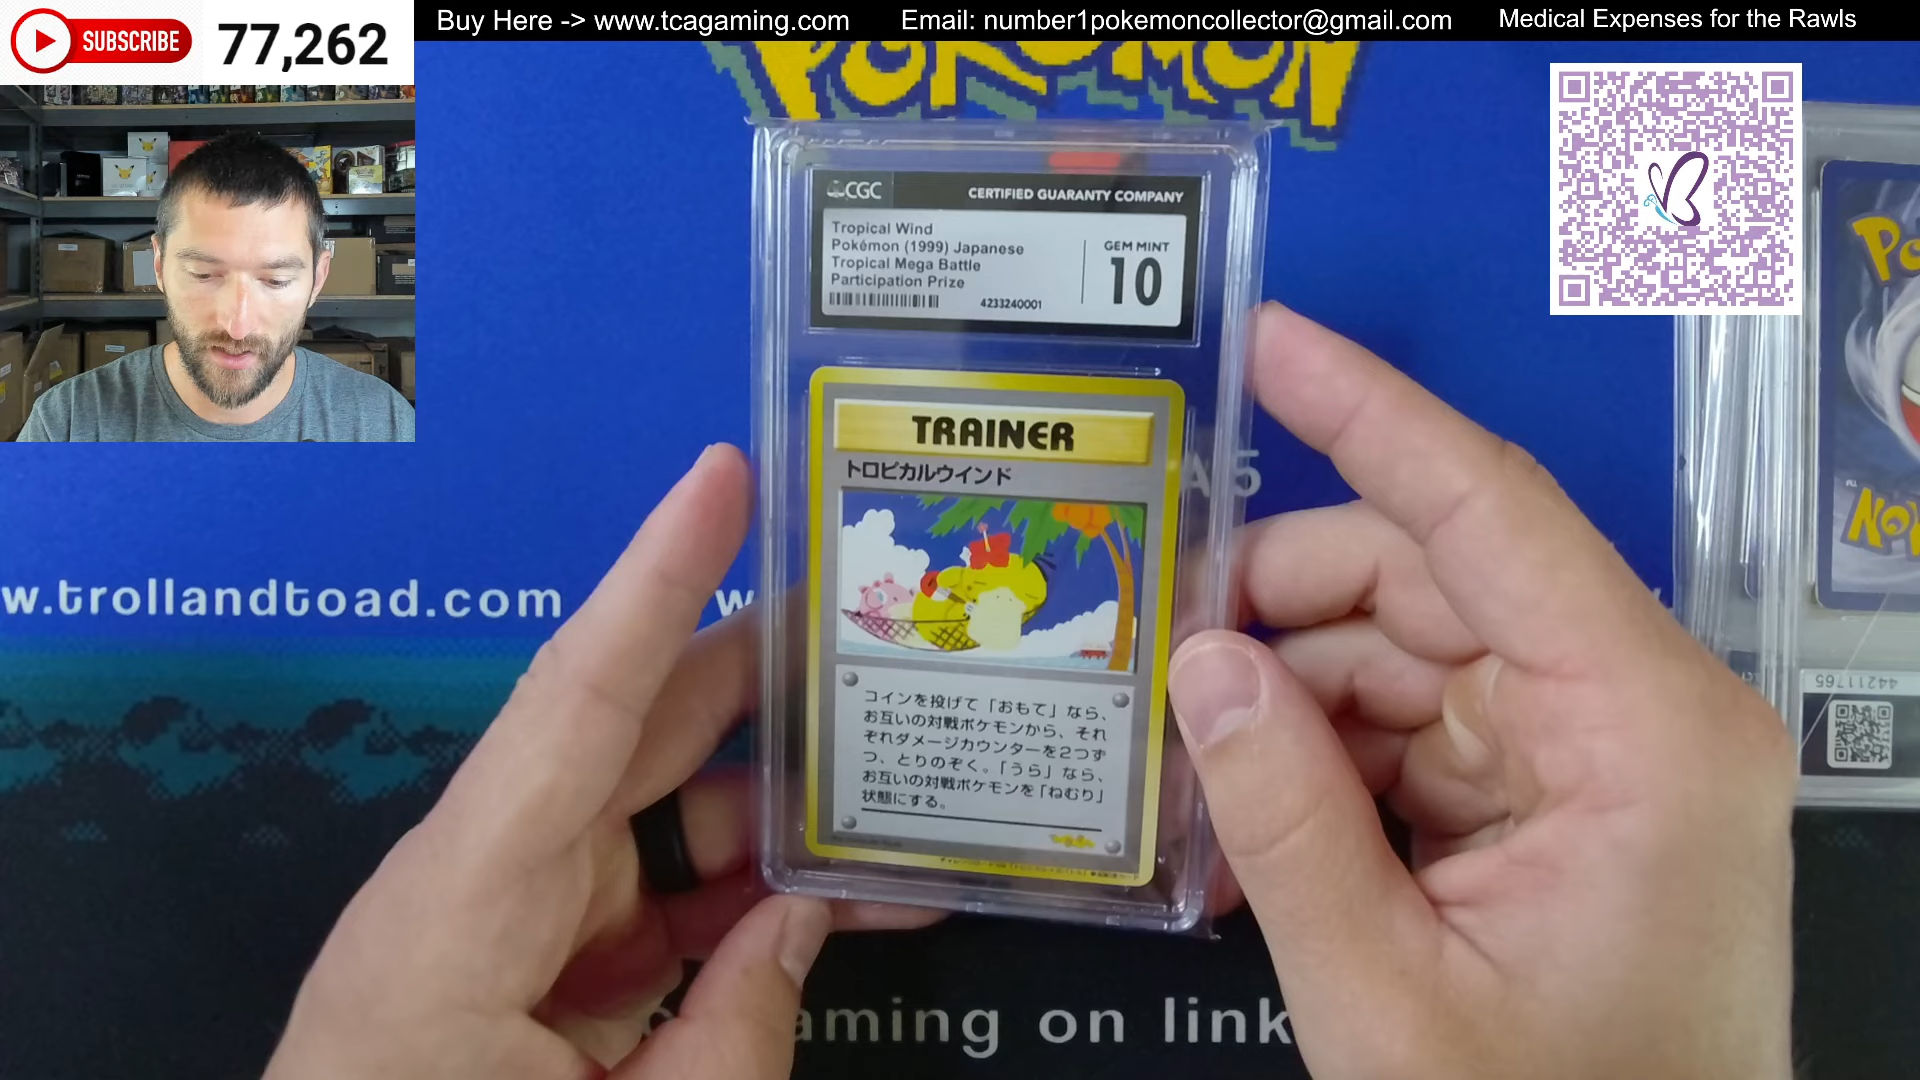 SUBSCRIBE
77,262
Buy Here -> www.tcagaming.com
Email: number1pokemoncollector@gmail.com
Medical Expenses for the Rawls
POKéMON
CGC
CERTIFIED GUARANTY COMPANY
Tropical Wind
Pokémon (1999) Japanese
Tropical Mega Battle
Participation Prize
4233240001
GEM MINT
10
TRAINER
トロピカルウインド
コインを投げて「おもて」なら、
お互いの対戦ポケモンから、それ
ぞれダメージカウンターを2つず
つ、とりのぞく。「うら」なら、
お互いの対戦ポケモンを「ねむり」
状態にする。
w.trollandtoad.com
w
A5
aming on link
44211765